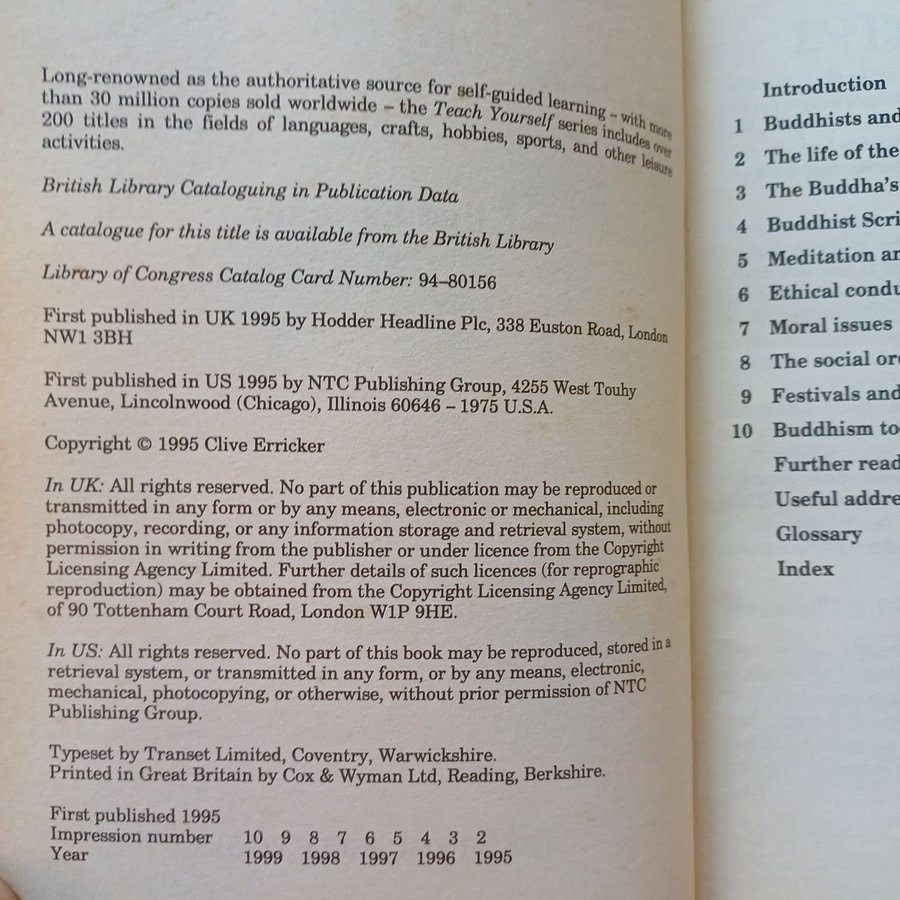 Long-renowned as the authoritative source for self-guided learning – with more
than 30 million copies sold worldwide – the Teach Yourself series includes over
200 titles in the fields of languages, crafts, hobbies, sports, and other leisure
activities.
British Library Cataloguing in Publication Data
A catalogue for this title is available from the British Library
Library of Congress Catalog Card Number: 94–80156
First published in UK 1995 by Hodder Headline Plc, 338 Euston Road, London
NW1 3BH
First published in US 1995 by NTC Publishing Group, 4255 West Touhy
Avenue, Lincolnwood (Chicago), Illinois 60646 – 1975 U.S.A.
Copyright © 1995 Clive Erricker
In UK: All rights reserved. No part of this publication may be reproduced or
transmitted in any form or by any means, electronic or mechanical, including
photocopy, recording, or any information storage and retrieval system, without
permission in writing from the publisher or under licence from the Copyright
Licensing Agency Limited. Further details of such licences (for reprographic
reproduction) may be obtained from the Copyright Licensing Agency Limited,
of 90 Tottenham Court Road, London W1P 9HE.
In US: All rights reserved. No part of this book may be reproduced, stored in a
retrieval system, or transmitted in any form, or by any means, electronic,
mechanical, photocopying, or otherwise, without prior permission of NTC
Publishing Group.
Typeset by Transet Limited, Coventry, Warwickshire.
Printed in Great Britain by Cox & Wyman Ltd, Reading, Berkshire.
First published 1995
Impression number 10 9 8 7 6 5 4 3 2
Year 1999 1998 1997 1996 1995
Introduction
1 Buddhists and
2 The life of the
3 The Buddha's
4 Buddhist Scri
5 Meditation an
6 Ethical condu
7 Moral issues
8 The social ord
9 Festivals and
10 Buddhism to
Further read
Useful addre
Glossary
Index